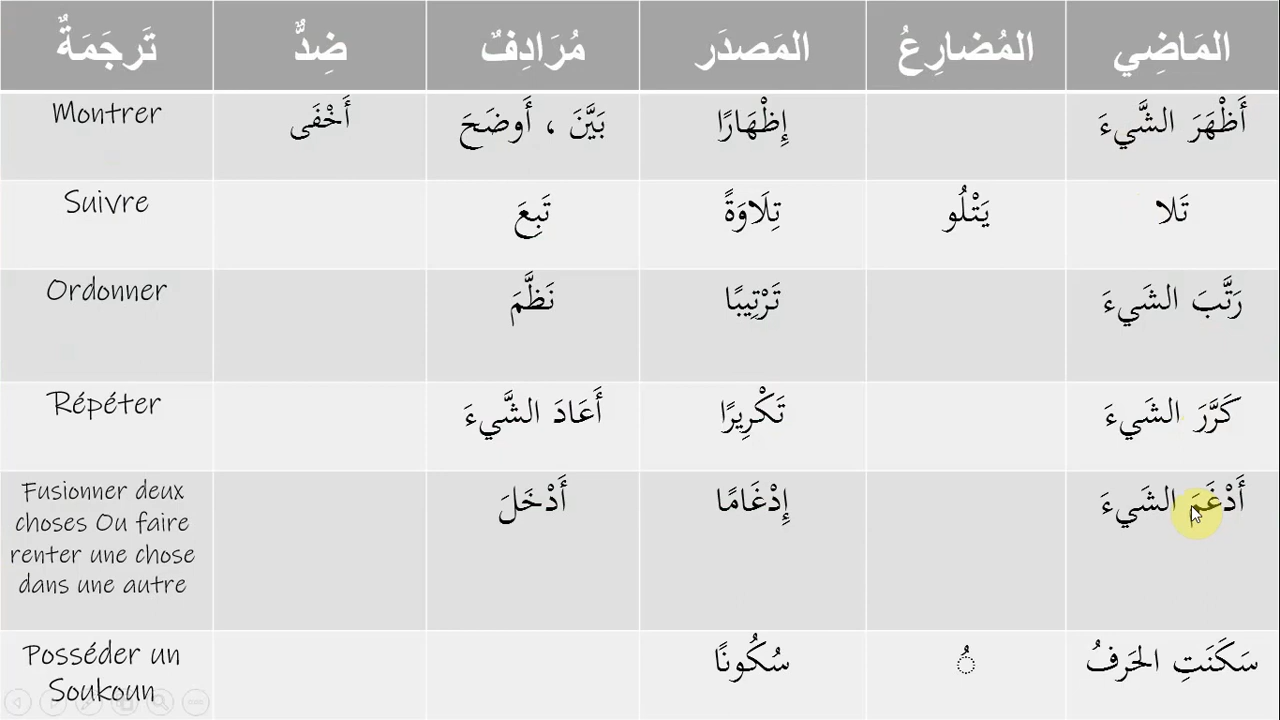 المَاضِي المُضارِعُ المَصدَر مُرَادِفٌ ضِدٌّ تَرجَمَةٌ
أَظْهَرَ الشَّيءَ إِظْهَارًا بَيَّنَ ، أَوضَحَ أَخْفَى Montrer
تَلا يَتْلُو تِلَاوَةً تَبِعَ Suivre
رَتَّبَ الشَيءَ تَرْتِيبًا نَظَّمَ Ordonner
كَرَّرَ الشَيءَ تَكْرِيرًا أَعَادَ الشَّيءَ Répéter
أَدْغَمَ الشَيءَ إِدْغَامًا أَدْخَلَ Fusionner deux
choses Ou faire
renter une chose
dans une autre
سَكَنَتِ الحَرفُ ُ سُكُونًا Posséder un
Soukoun